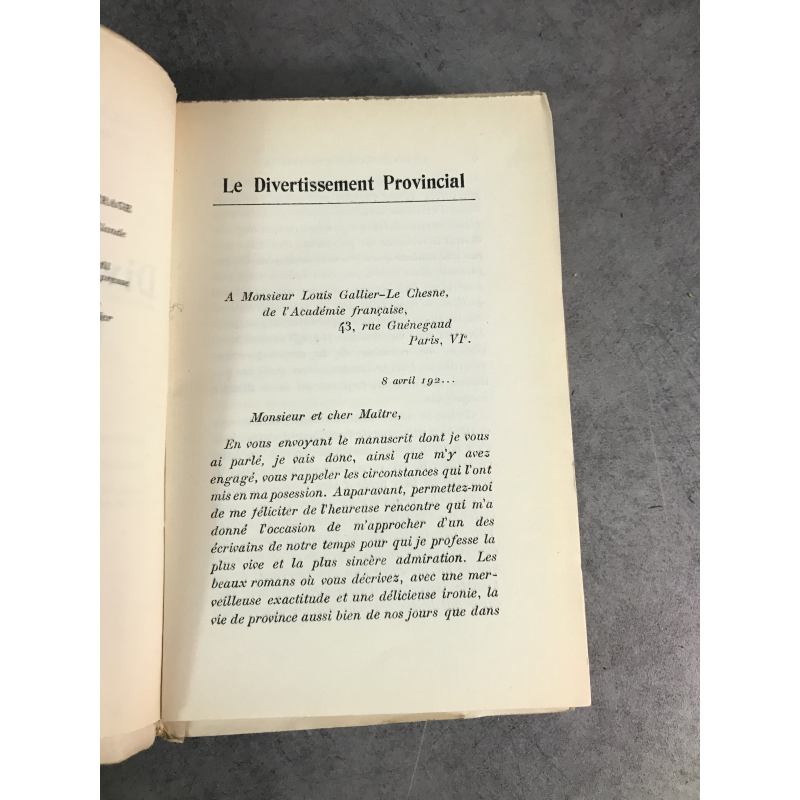 Le Divertissement Provincial
A Monsieur Louis Gallier-Le Chesne,
de l'Académie française,
43, rue Guénegaud
Paris, VIe.
8 avril 192...
Monsieur et cher Maître,
En vous envoyant le manuscrit dont je vous
ai parlé, je vais donc, ainsi que m'y avez
engagé, vous rappeler les circonstances qui l'ont
mis en ma posession. Auparavant, permettez-moi
de me féliciter de l'heureuse rencontre qui m'a
donné l'occasion de m'approcher d'un des
écrivains de notre temps pour qui je professe la
plus vive et la plus sincère admiration. Les
beaux romans où vous décrivez, avec une mer-
veilleuse exactitude et une délicieuse ironie, la
vie de province aussi bien de nos jours que dans